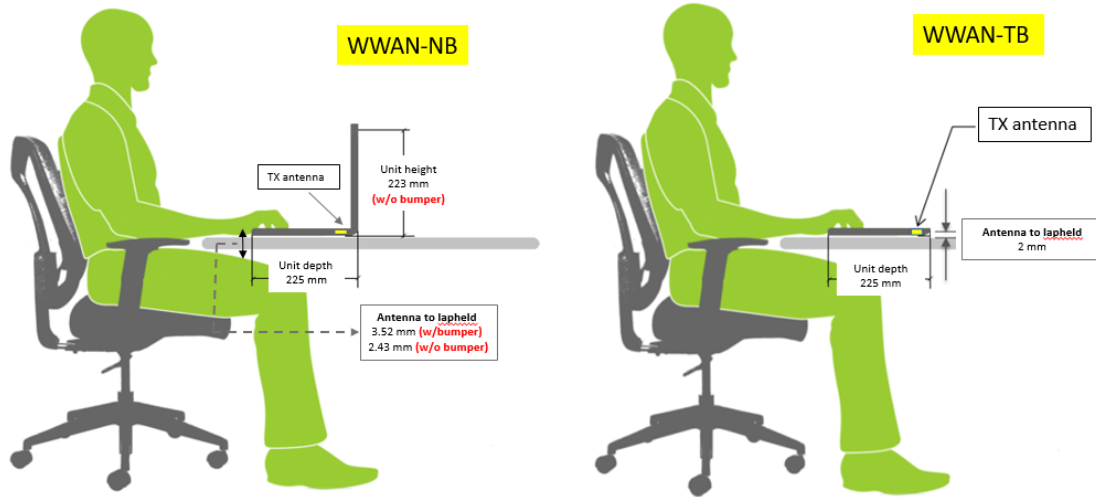 WWAN-NB
TX antenna
Unit height
223 mm
(w/o bumper)
Unit depth
225 mm
Antenna to lapheld
3.52 mm (w/bumper)
2.43 mm (w/o bumper)
WWAN-TB
TX antenna
Antenna to lapheld
2 mm
Unit depth
225 mm